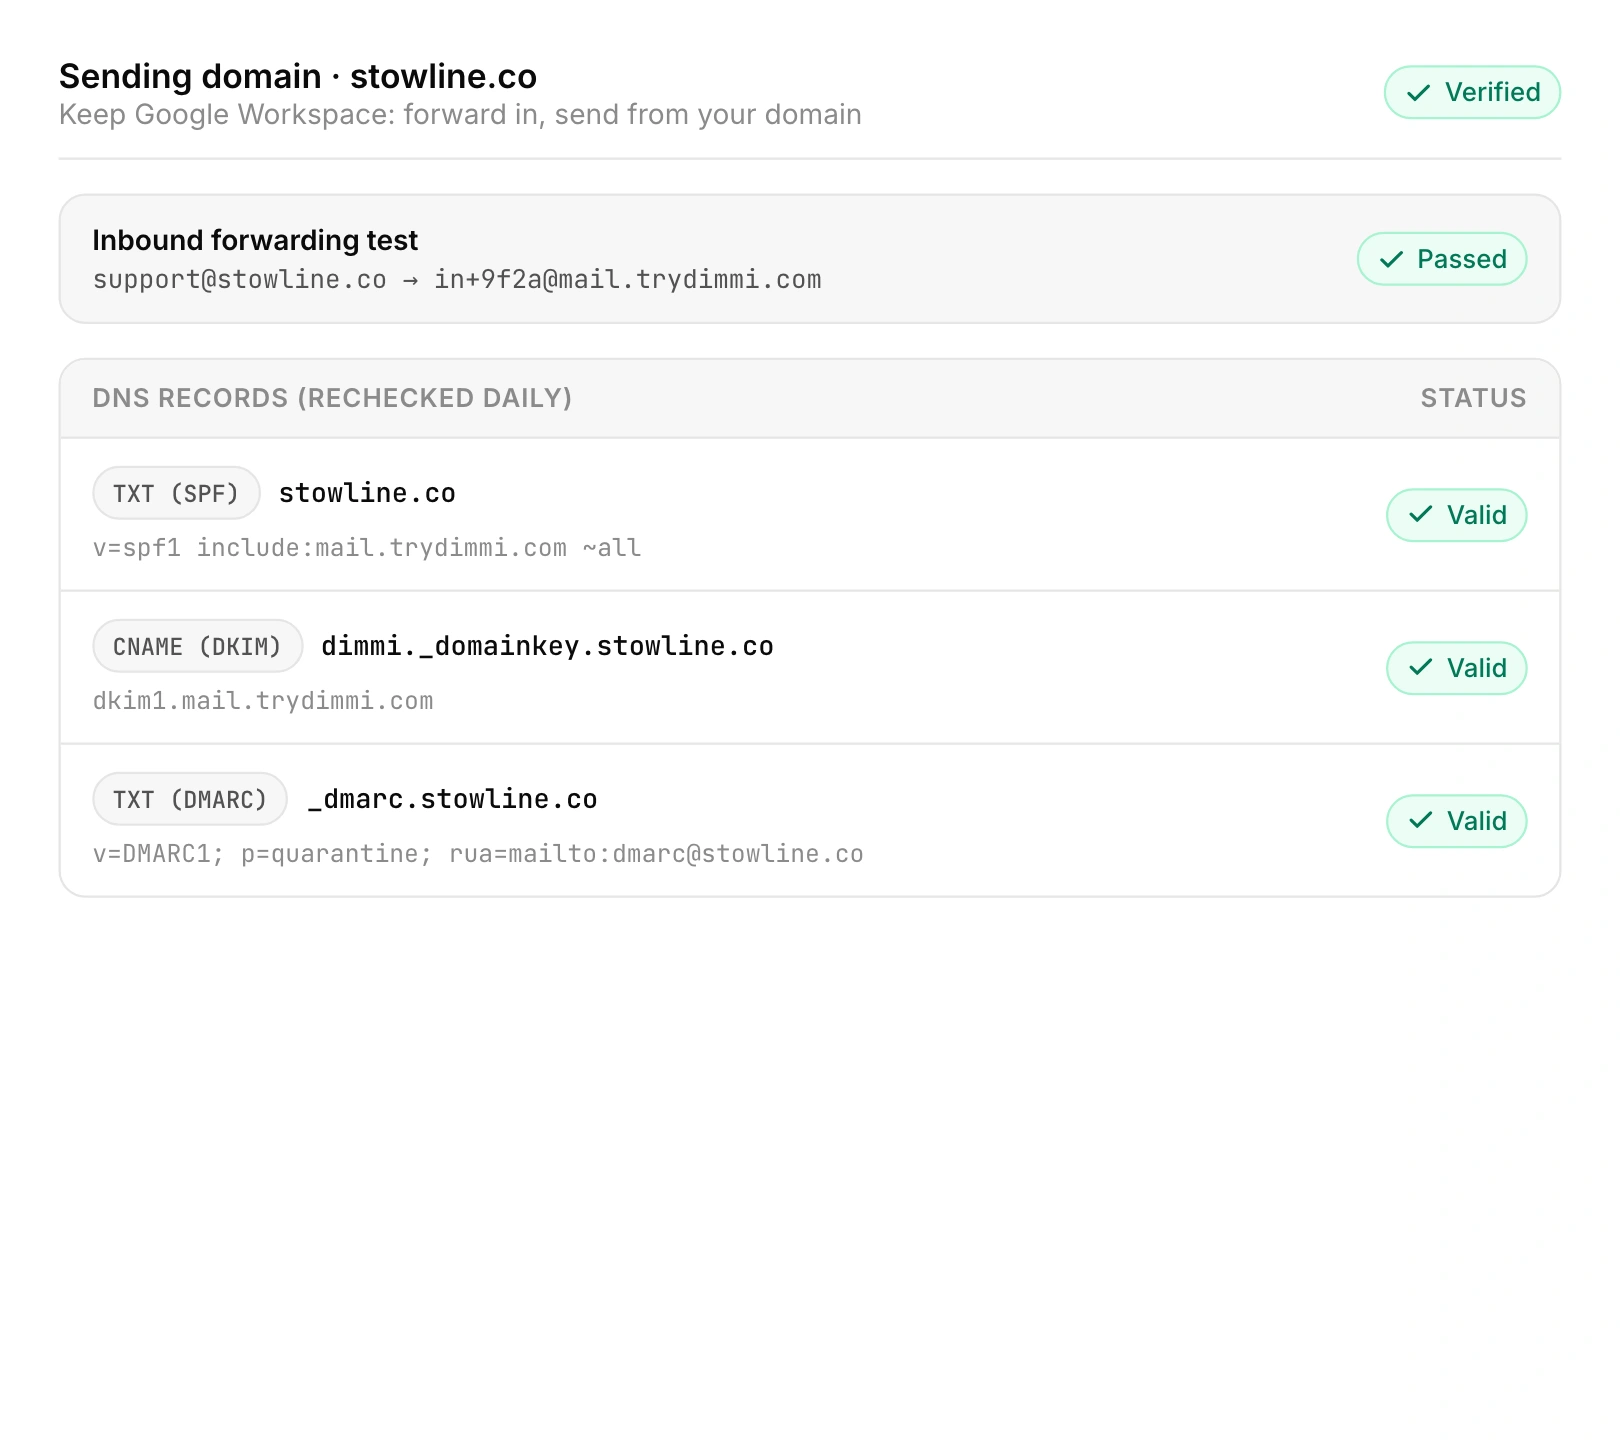 Sending domain · stowline.co
Keep Google Workspace: forward in, send from your domain
Verified
Inbound forwarding test
support@stowline.co → in+9f2a@mail.trydimmi.com
Passed
DNS RECORDS (RECHECKED DAILY) STATUS
TXT (SPF) stowline.co
v=spf1 include:mail.trydimmi.com ~all
Valid
CNAME (DKIM) dimmi._domainkey.stowline.co
dkim1.mail.trydimmi.com
Valid
TXT (DMARC) _dmarc.stowline.co
v=DMARC1; p=quarantine; rua=mailto:dmarc@stowline.co
Valid